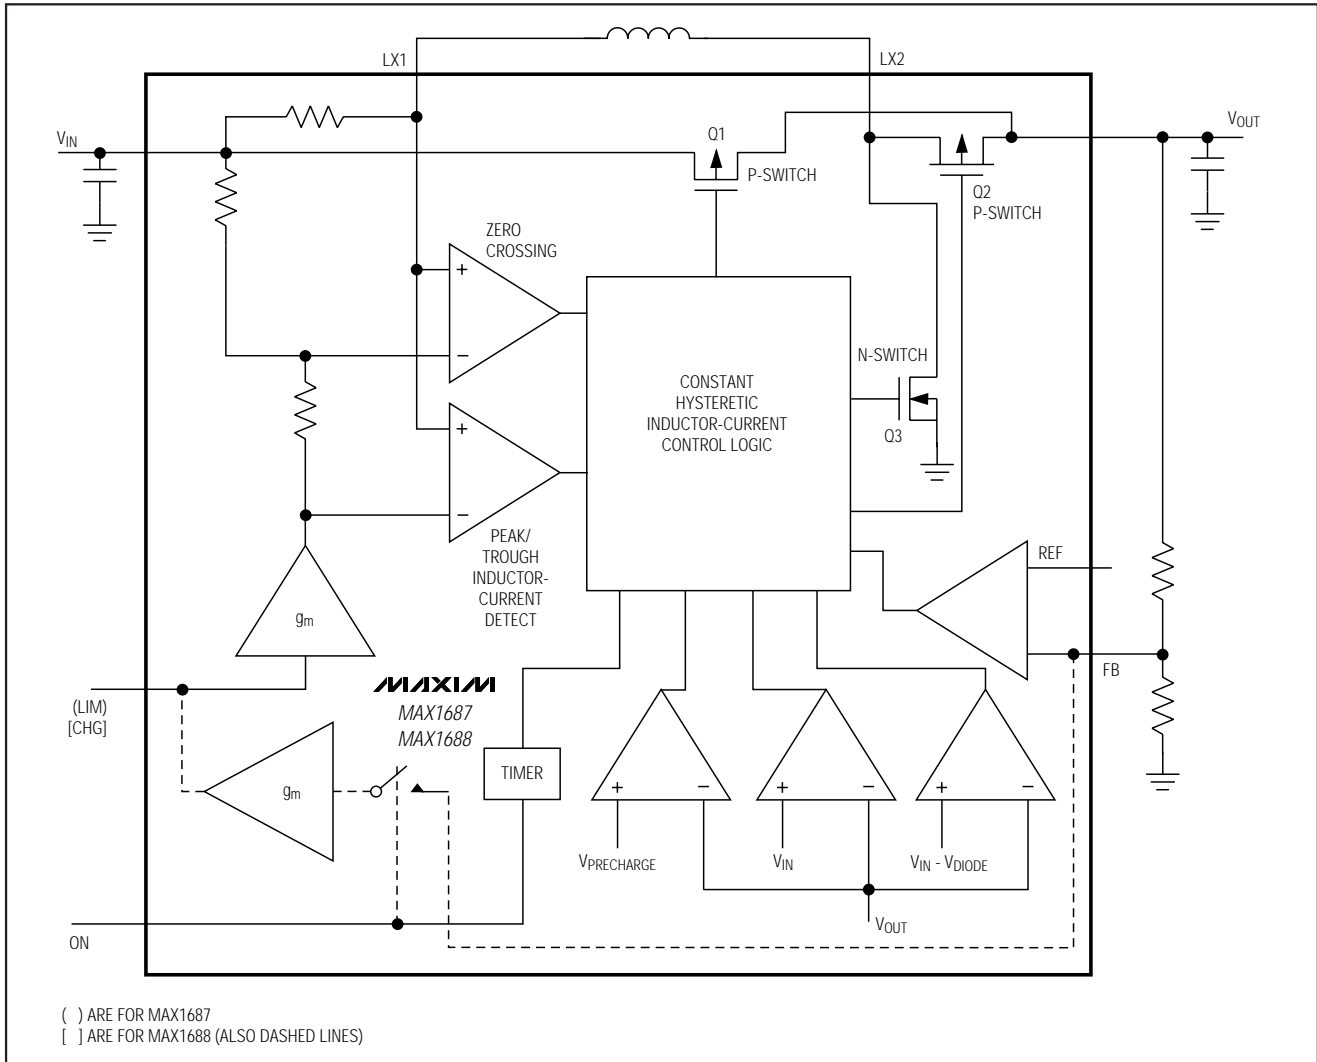 LX1
LX2
VIN
Q1
VOUT
P-SWITCH
Q2
P-SWITCH
ZERO
CROSSING
+
−
N-SWITCH
CONSTANT
HYSTERETIC
INDUCTOR-CURRENT
CONTROL LOGIC
Q3
+
−
PEAK/
TROUGH
INDUCTOR-
CURRENT
DETECT
REF
gm
FB
(LIM)
[CHG]
MAXIM
MAX1687
MAX1688
TIMER
gm
+
−
+
−
+
−
VPRECHARGE
VIN
VIN - VDIODE
VOUT
ON
( ) ARE FOR MAX1687
[ ] ARE FOR MAX1688 (ALSO DASHED LINES)